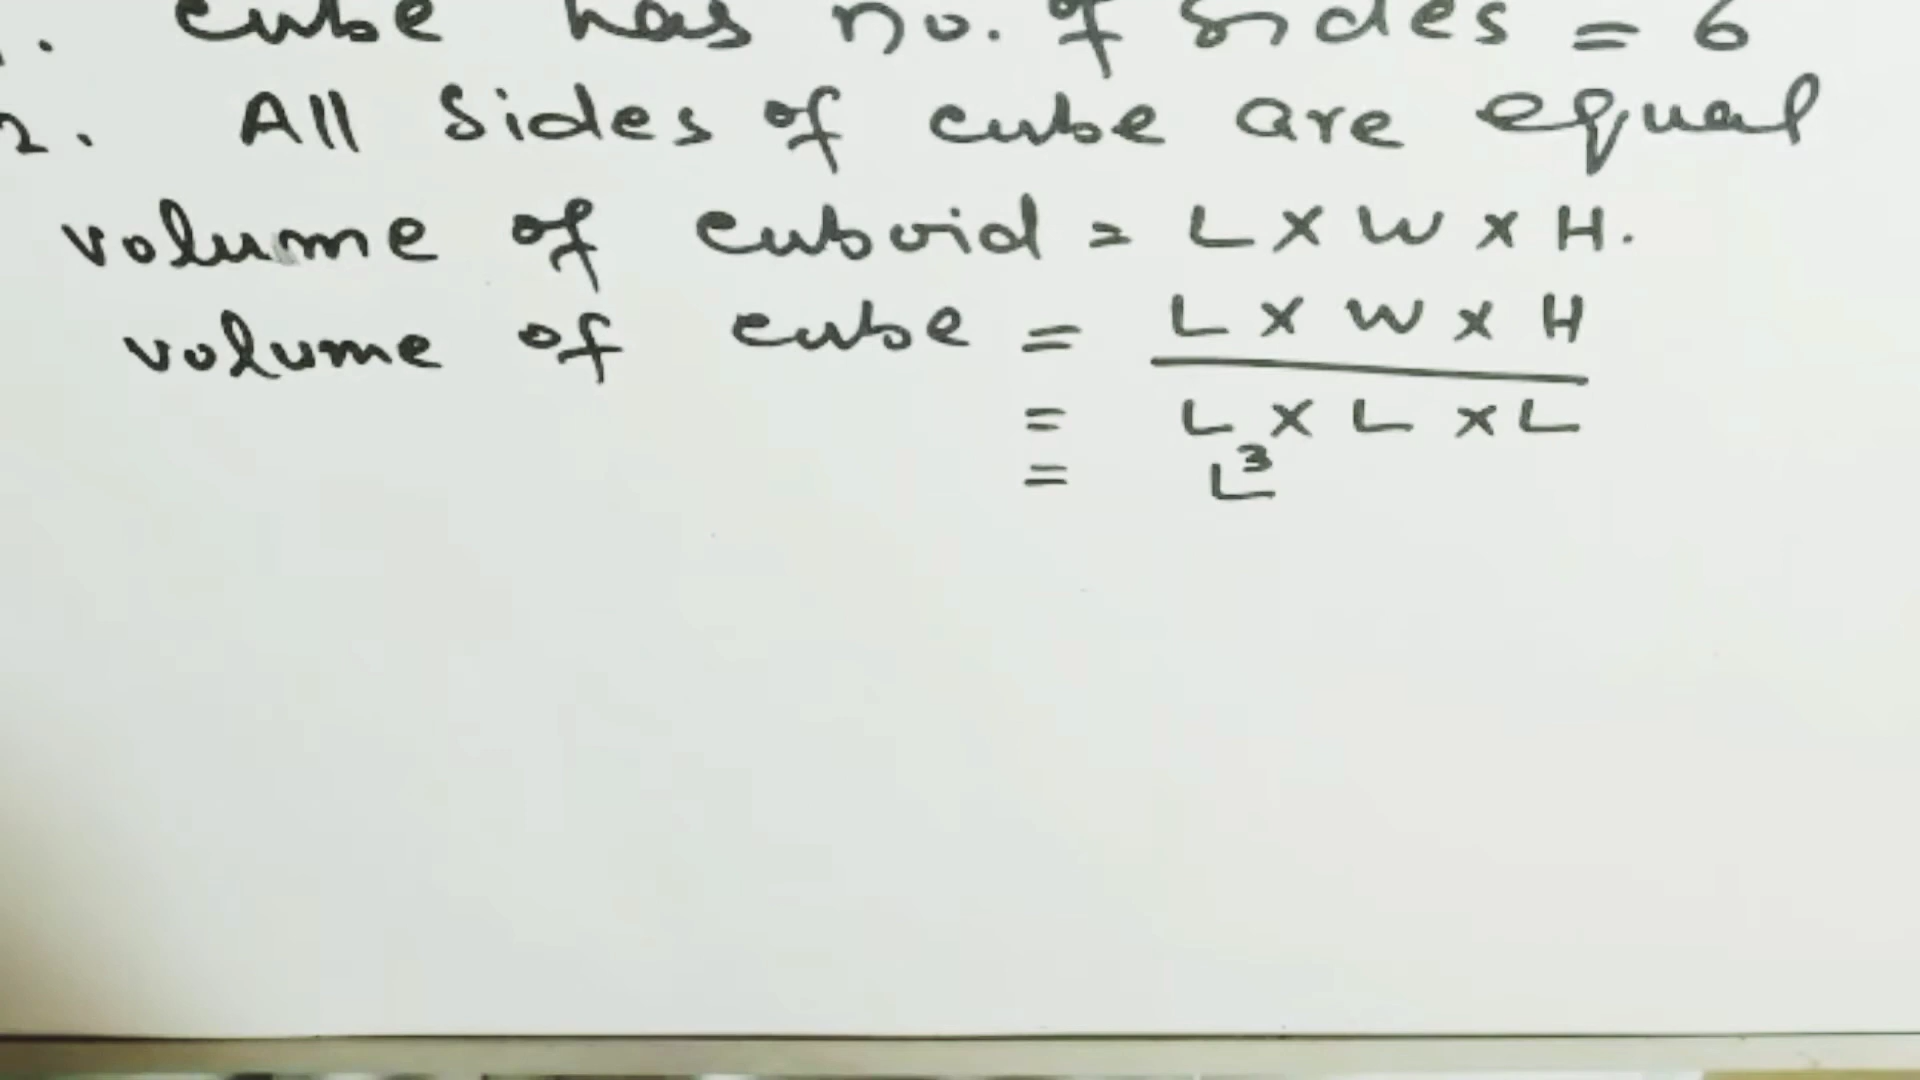 . cube has no. of sides = 6
2. All sides of cube are equal
volume of cuboid = L X W X H.
volume of cube = L X W X H
= L X L X L
= L³